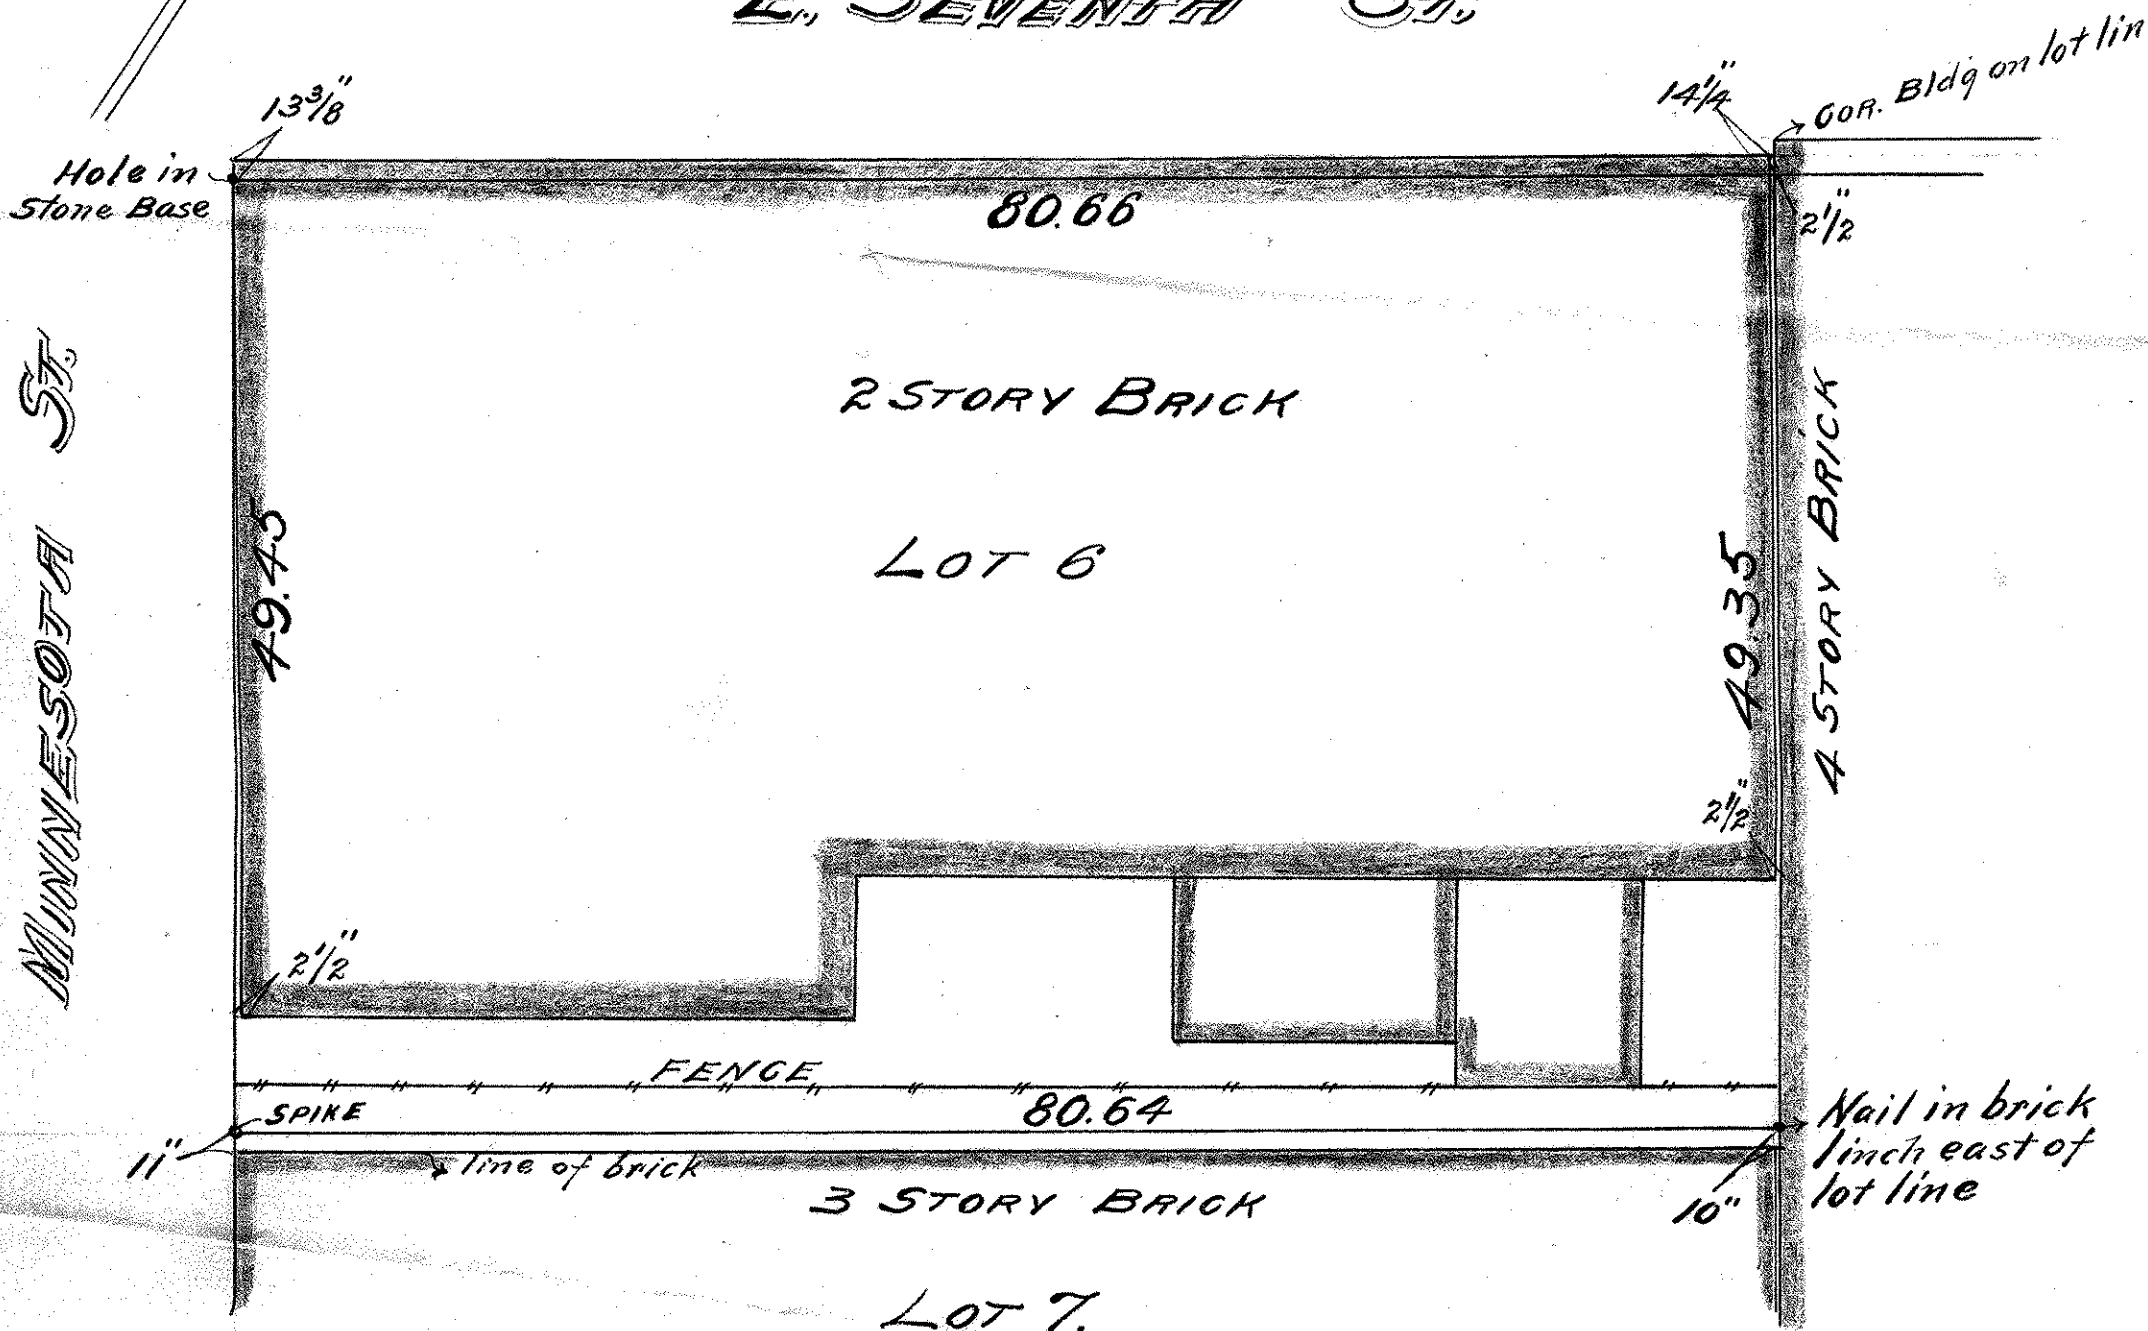 E. SEVENTH ST.
13 3/8"
14 1/4"
COR. Bldg on lot lin
Hole in
Stone Base
80.66
2 1/2"
MINNESOTA ST.
2 STORY BRICK
LOT 6
49.45
49.35
4 STORY BRICK
2 1/2"
2 1/2"
FENCE
SPIKE
80.64
11"
line of brick
3 STORY BRICK
10"
Nail in brick
1 inch east of
lot line
LOT 7.